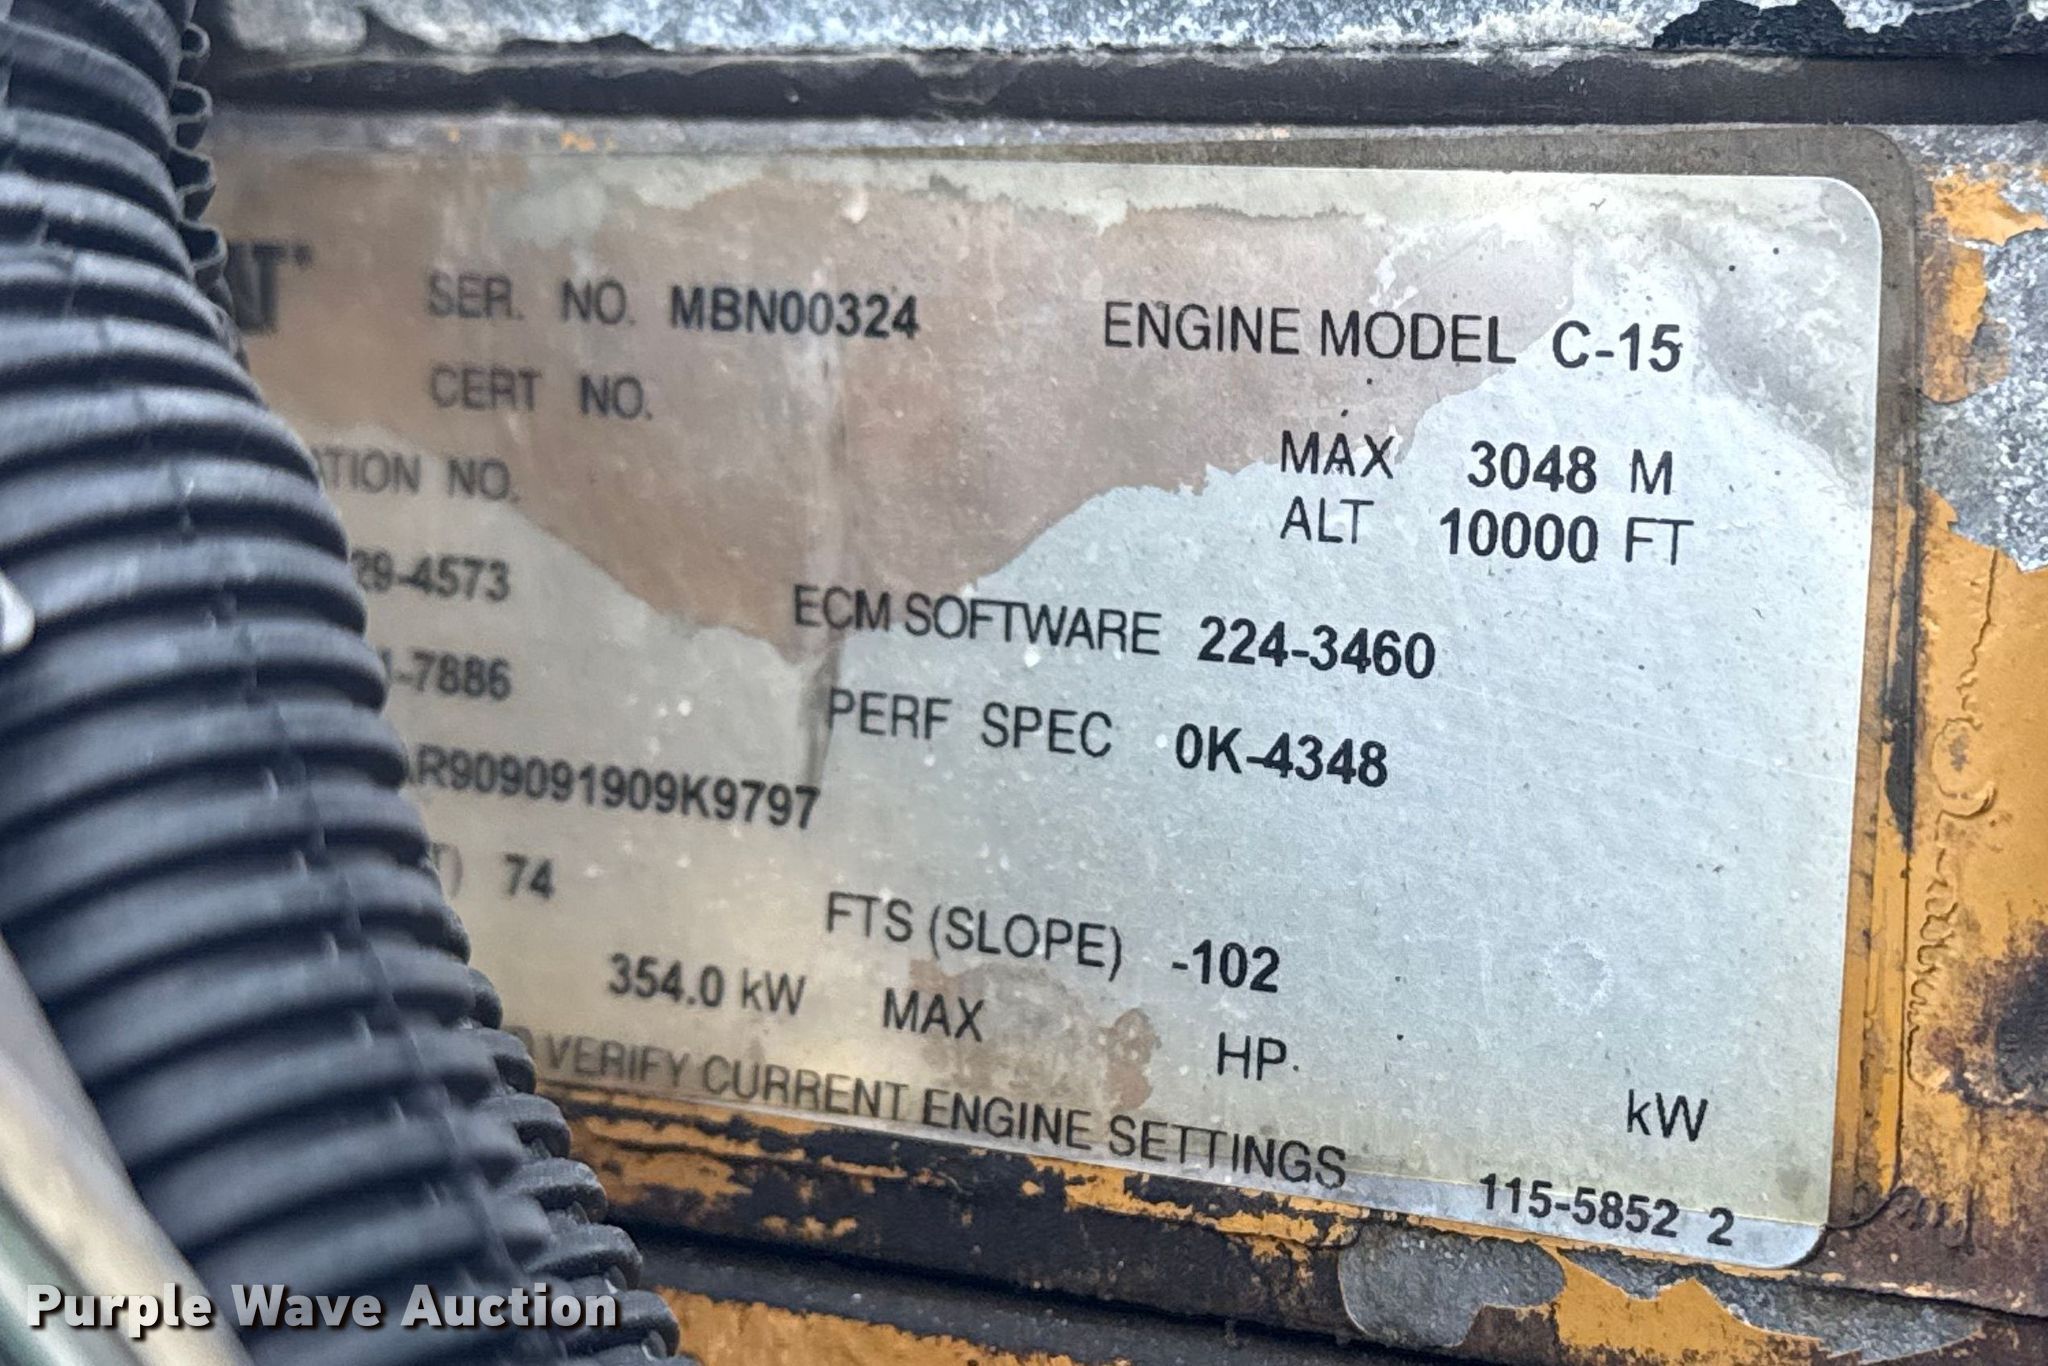 SER. NO. MBN00324 ENGINE MODEL C-15
CERT NO.
MAX 3048 M
NO. ALT 10000 FT
29-4573 ECM SOFTWARE 224-3460
-7886 PERF SPEC 0K-4348
AR909091909K9797
74 FTS (SLOPE) -102
354.0 kW MAX HP kW
VERIFY CURRENT ENGINE SETTINGS 115-5852 2
Purple Wave Auction